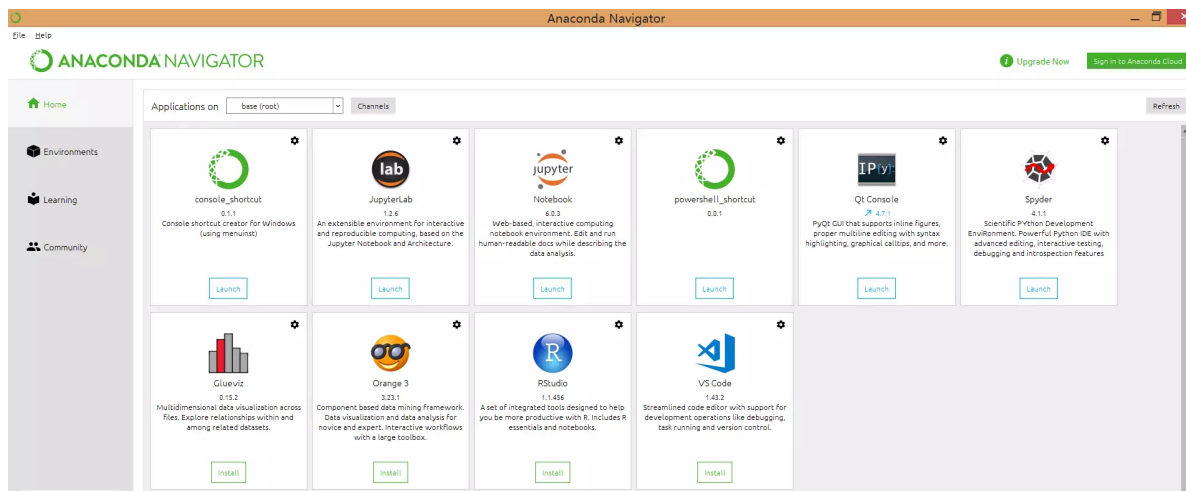 Anaconda Navigator
File Help
ANACONDA NAVIGATOR
Upgrade Now
Sign in to Anaconda Cloud
Home
Environments
Learning
Community
Applications on base (root) Channels Refresh
console_shortcut
0.1.1
Console shortcut creator for Windows
(using menuinst)
Launch
lab
JupyterLab
1.2.6
An extensible environment for interactive
and reproducible computing, based on the
Jupyter Notebook and Architecture.
Launch
jupyter
Notebook
6.0.3
Web-based, interactive computing
notebook environment. Edit and run
human-readable docs while describing the
data analysis.
Launch
powershell_shortcut
0.0.1
Launch
IP[y]:
Qt Console
4.7.1
PyQt GUI that supports inline figures,
proper multiline editing with syntax
highlighting, graphical calltips, and more.
Launch
Spyder
4.1.1
Scientific PYthon Development
EnviRonment. Powerful Python IDE with
advanced editing, interactive testing,
debugging and introspection features
Launch
Glueviz
0.15.2
Multidimensional data visualization across
files. Explore relationships within and
among related datasets.
Install
Orange 3
3.23.1
Component based data mining framework.
Data visualization and data analysis for
novice and expert. Interactive workflows
with a large toolbox.
Install
R
RStudio
1.1.456
A set of integrated tools designed to help
you be more productive with R. Includes R
essentials and notebooks.
Install
VS Code
1.43.2
Streamlined code editor with support for
development operations like debugging,
task running and version control.
Install